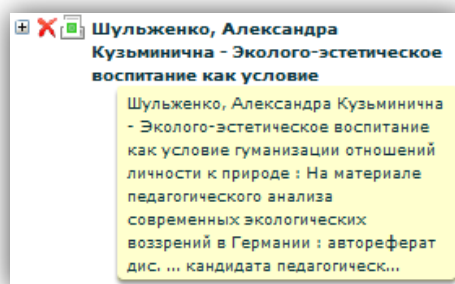 Шульженко, Александра
Кузьминична - Эколого-эстетическое
воспитание как условие
Шульженко, Александра Кузьминична
- Эколого-эстетическое воспитание
как условие гуманизации отношений
личности к природе : На материале
педагогического анализа
современных экологических
воззрений в Германии : автореферат
дис. ... кандидата педагогическ...